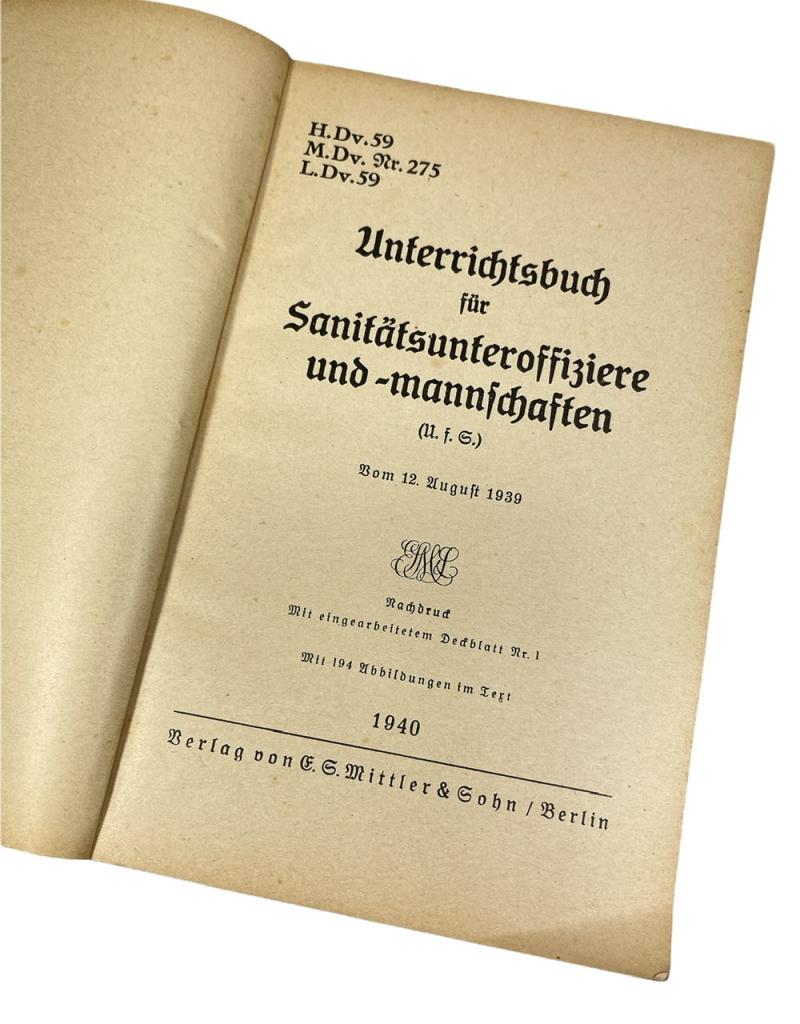 H.Dv.59
M.Dv. Nr. 275
L.Dv.59
Unterrichtsbuch
für
Sanitätsunteroffiziere
und -mannſchaften
(U. f. S.)
Vom 12. Auguſt 1939
Nachdruck
Mit eingearbeitetem Deckblatt Nr. 1
Mit 194 Abbildungen im Text
1940
Verlag von E. S. Mittler & Sohn / Berlin